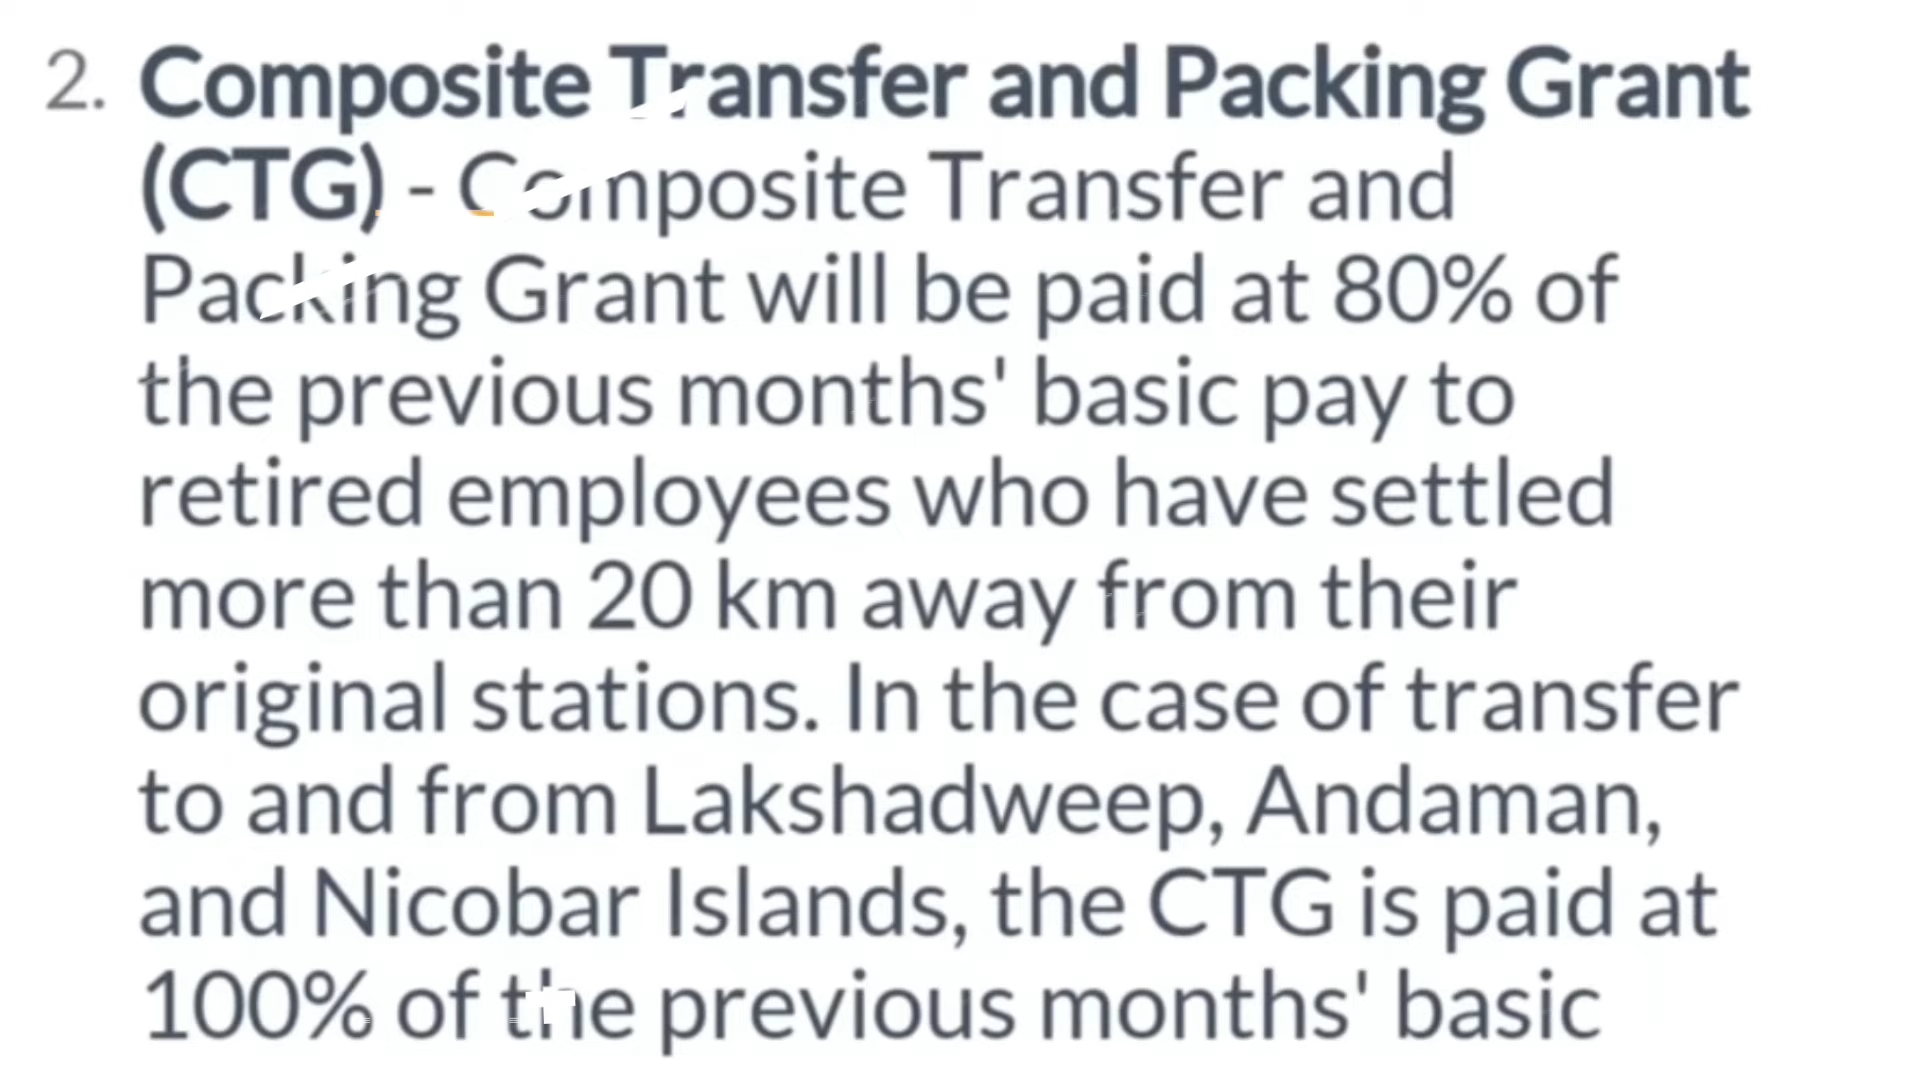 2. Composite Transfer and Packing Grant
(CTG) - Composite Transfer and
Packing Grant will be paid at 80% of
the previous months' basic pay to
retired employees who have settled
more than 20 km away from their
original stations. In the case of transfer
to and from Lakshadweep, Andaman,
and Nicobar Islands, the CTG is paid at
100% of the previous months' basic